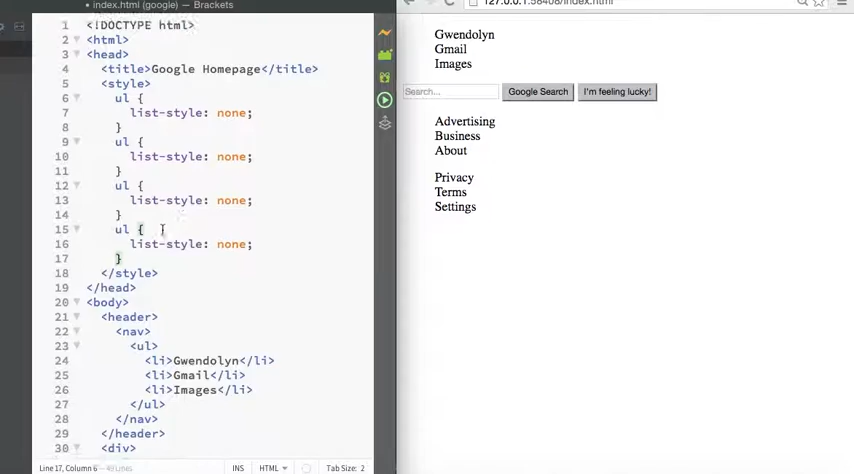 index.html (google) — Brackets
1 <!DOCTYPE html>
2 <html>
3 <head>
4 <title>Google Homepage</title>
5 <style>
6 ul {
7 list-style: none;
8 }
9 ul {
10 list-style: none;
11 }
12 ul {
13 list-style: none;
14 }
15 ul {
16 list-style: none;
17 }
18 </style>
19 </head>
20 <body>
21 <header>
22 <nav>
23 <ul>
24 <li>Gwendolyn</li>
25 <li>Gmail</li>
26 <li>Images</li>
27 </ul>
28 </nav>
29 </header>
30 <div>
Line 17, Column 6 — 49 Lines
INS
HTML
Tab Size: 2
127.0.0.1:58408/index.html
Gwendolyn
Gmail
Images
Search...
Google Search
I'm feeling lucky!
Advertising
Business
About
Privacy
Terms
Settings